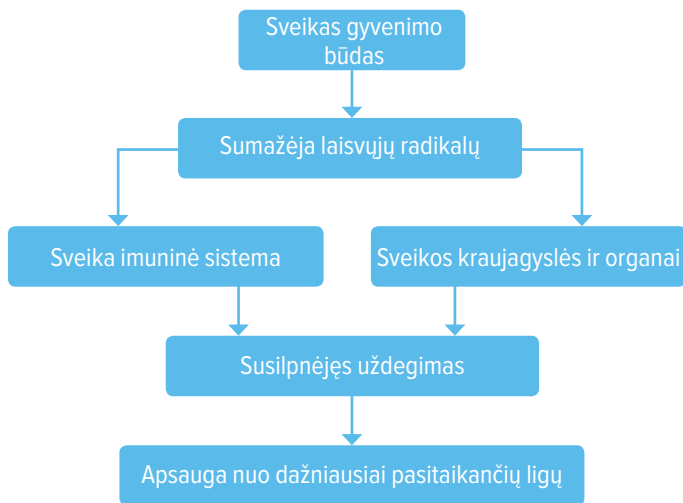 Sveikas gyvenimo
būdas
Sumažėja laisvųjų radikalų
Sveika imuninė sistema
Sveikos kraujagyslės ir organai
Susilpnėjęs uždegimas
Apsauga nuo dažniausiai pasitaikančių ligų